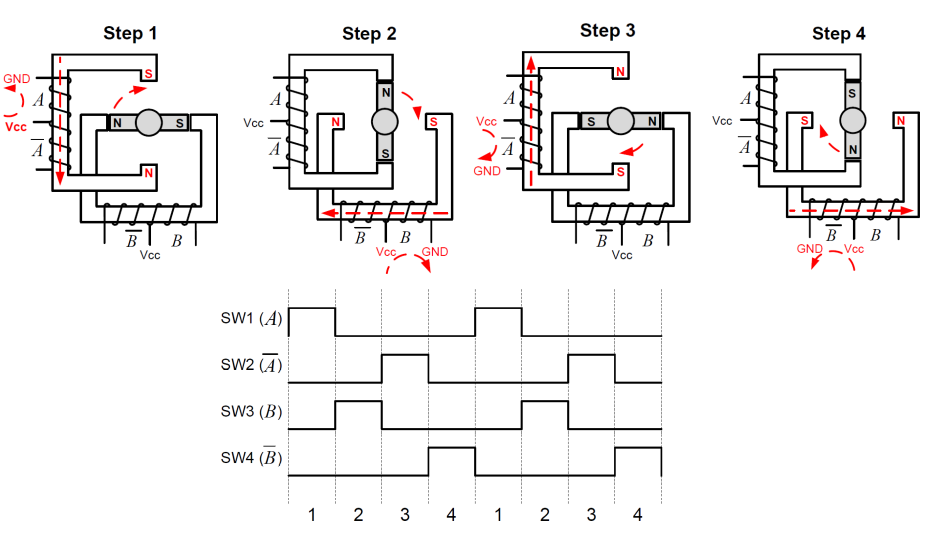 Step 1
Step 2
Step 3
Step 4
GND
A
Vcc
A̅
S
N
N S
B̅ B
Vcc
A
Vcc
A̅
N
S
N
S
B̅ B
Vcc GND
A
Vcc
A̅
GND
N
S
S N
B̅ B
Vcc
A
Vcc
A̅
S
N
S
N
B̅ B
GND Vcc
SW1 (A)
SW2 (A̅)
SW3 (B)
SW4 (B̅)
1 2 3 4 1 2 3 4